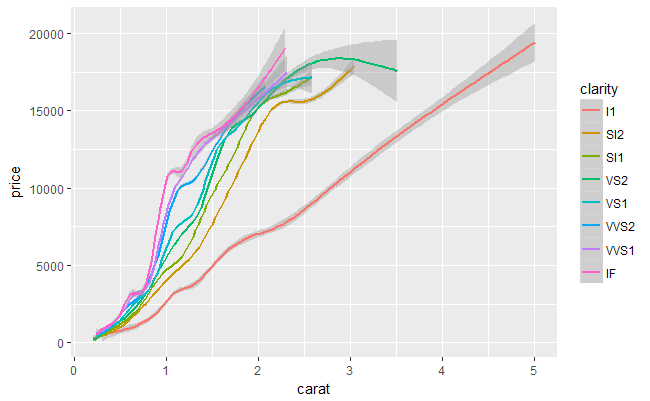 20000
15000
10000
5000
0
price
0
1
2
3
4
5
carat
clarity
I1
SI2
SI1
VS2
VS1
VVS2
VVS1
IF